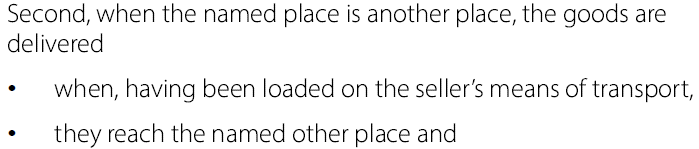 Second, when the named place is another place, the goods are
delivered
• when, having been loaded on the seller's means of transport,
• they reach the named other place and